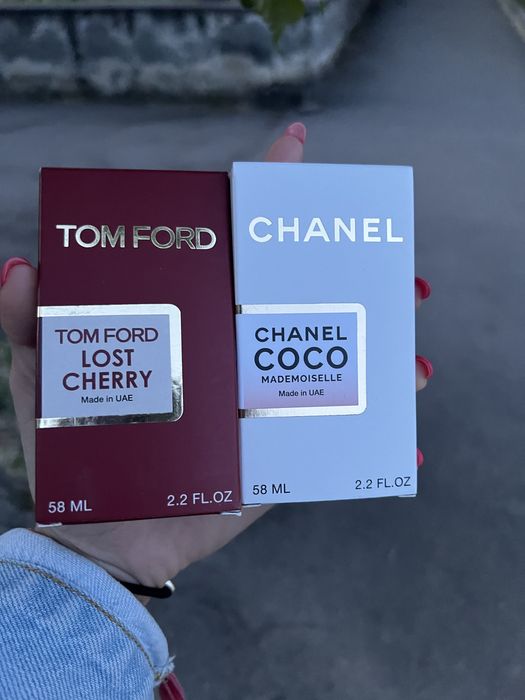 TOM FORD
TOM FORD
LOST
CHERRY
Made in UAE
58 ML 2.2 FL.OZ
CHANEL
CHANEL
COCO
MADEMOISELLE
Made in UAE
58 ML 2.2 FL.OZ